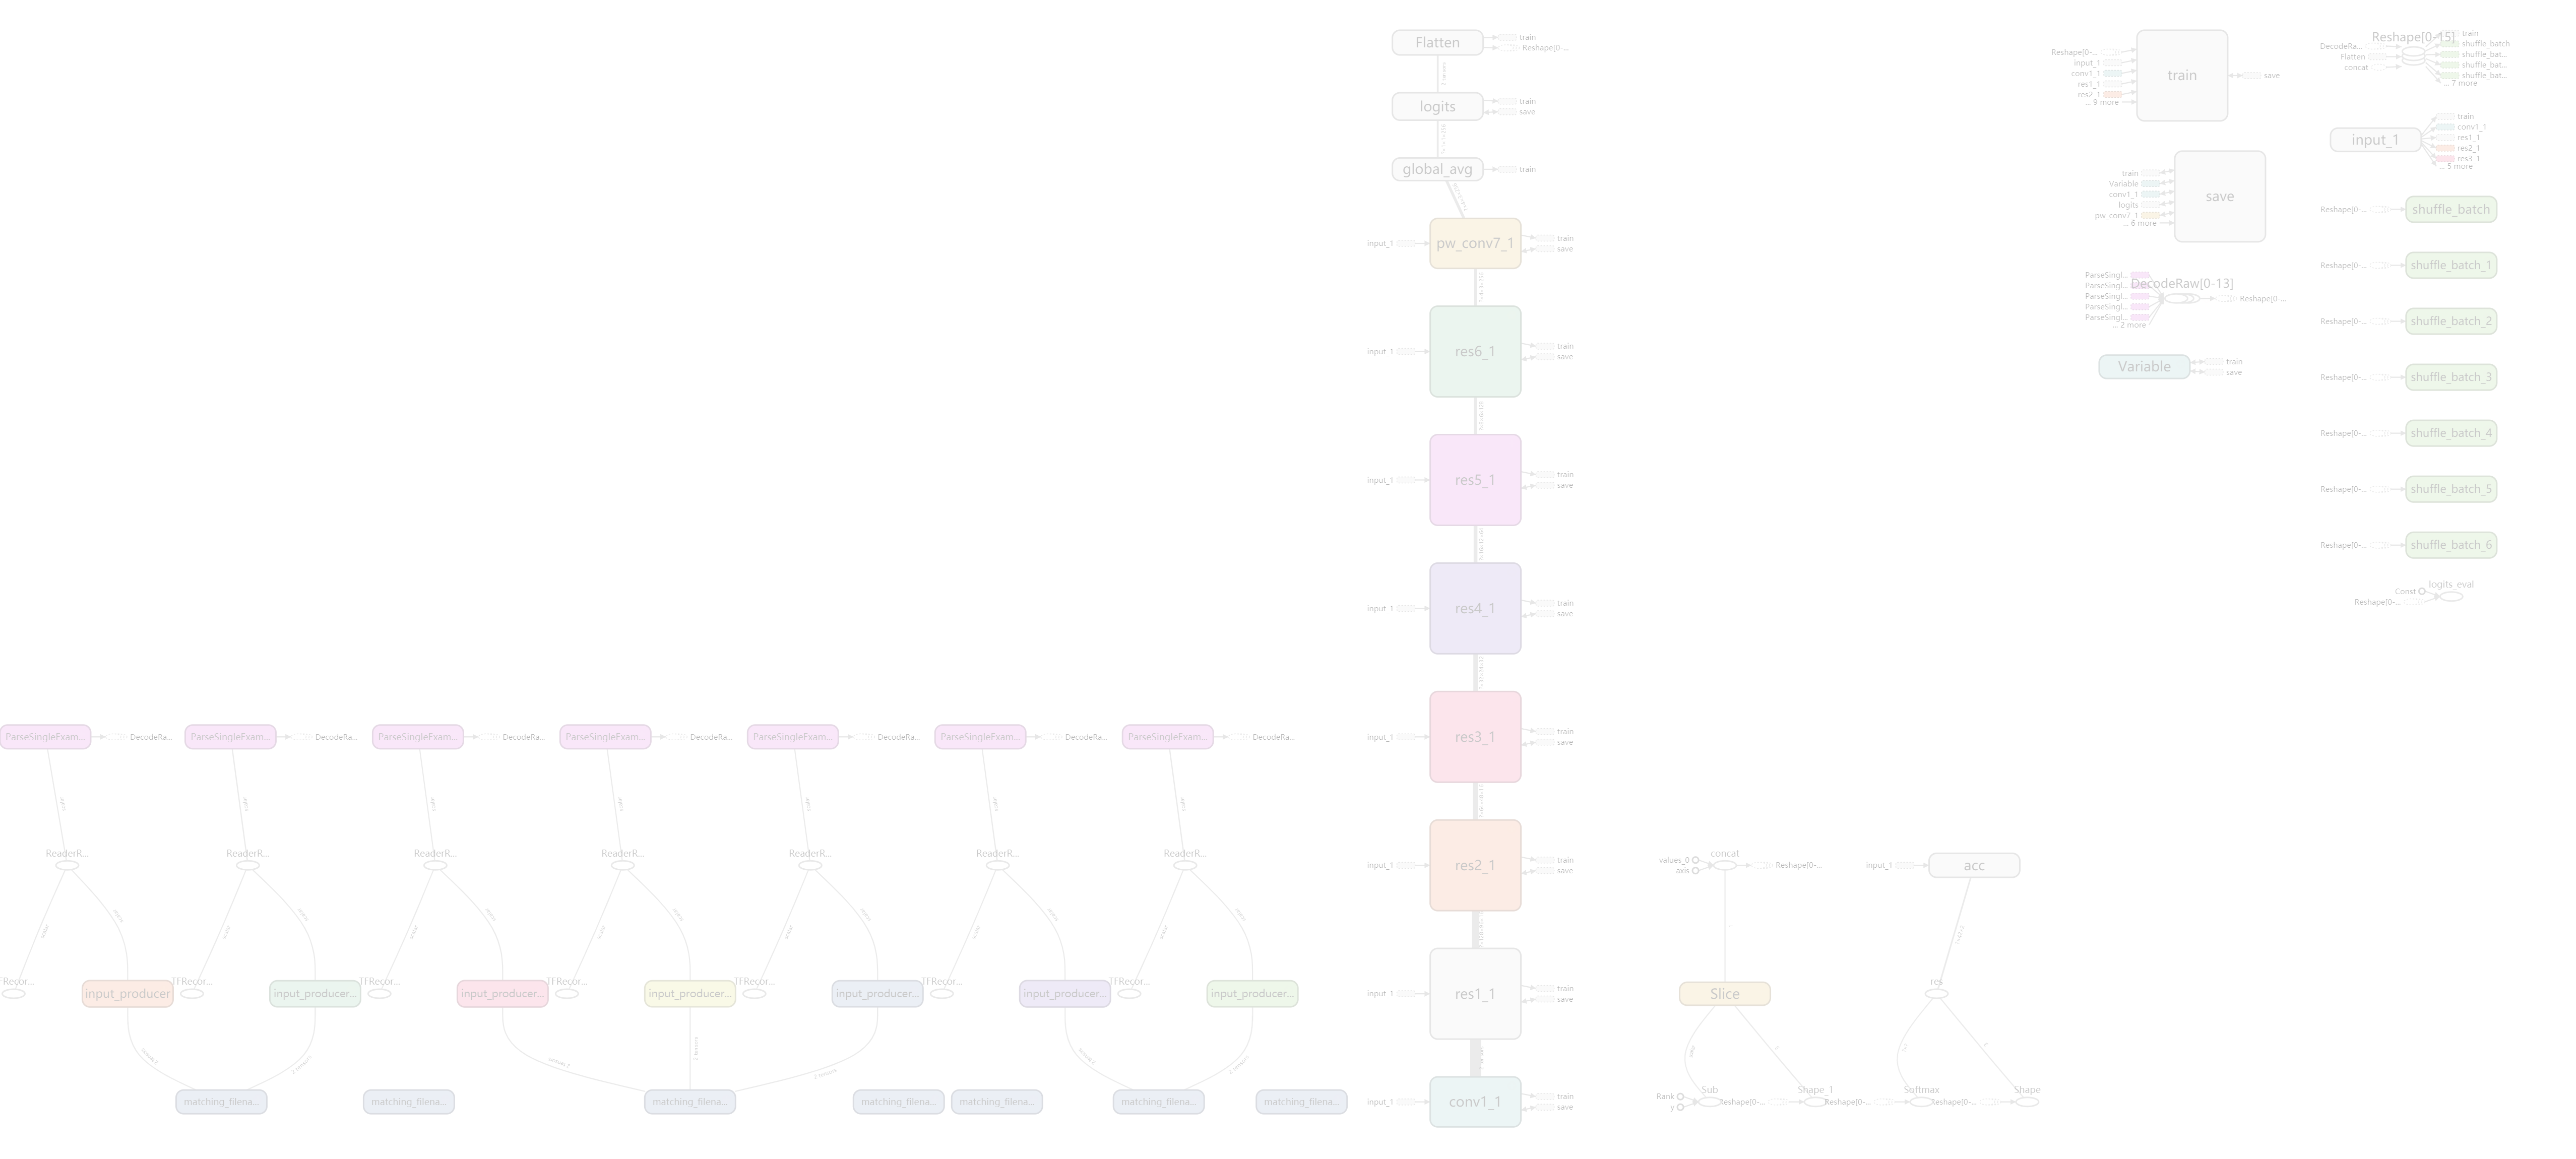 Flatten
train
Reshape[0-...
logits
train
save
global_avg
train
input_1
pw_conv7_1
train
save
input_1
res6_1
train
save
input_1
res5_1
train
save
input_1
res4_1
train
save
input_1
res3_1
train
save
input_1
res2_1
train
save
input_1
res1_1
train
save
input_1
conv1_1
train
save
Reshape[0-...
input_1
conv1_1
res1_1
res2_1
... 9 more
train
save
train
Variable
conv1_1
logits
pw_conv7_1
... 6 more
save
ParseSingl...
ParseSingl...
ParseSingl...
ParseSingl...
ParseSingl...
... 2 more
DecodeRaw[0-13]
Reshape[0-...
Variable
train
save
Reshape[0-15]
DecodeRa...
Flatten
concat
train
shuffle_batch
shuffle_bat...
shuffle_bat...
shuffle_bat...
... 7 more
input_1
train
conv1_1
res1_1
res2_1
res3_1
... 5 more
Reshape[0-...
shuffle_batch
Reshape[0-...
shuffle_batch_1
Reshape[0-...
shuffle_batch_2
Reshape[0-...
shuffle_batch_3
Reshape[0-...
shuffle_batch_4
Reshape[0-...
shuffle_batch_5
Reshape[0-...
shuffle_batch_6
logits_eval
Const
Reshape[0-...
ParseSingleExam...
DecodeRa...
ParseSingleExam...
DecodeRa...
ParseSingleExam...
DecodeRa...
ParseSingleExam...
DecodeRa...
ParseSingleExam...
DecodeRa...
ParseSingleExam...
DecodeRa...
ParseSingleExam...
DecodeRa...
ReaderR...
ReaderR...
ReaderR...
ReaderR...
ReaderR...
ReaderR...
ReaderR...
TFRecor...
TFRecor...
TFRecor...
TFRecor...
TFRecor...
TFRecor...
input_producer
input_producer...
input_producer...
input_producer...
input_producer...
input_producer...
input_producer...
matching_filena...
matching_filena...
matching_filena...
matching_filena...
matching_filena...
matching_filena...
matching_filena...
concat
values_0
axis
Reshape[0-...
Slice
Sub
Rank
y
Shape_1
input_1
acc
res
Softmax
Reshape[0-...
Shape